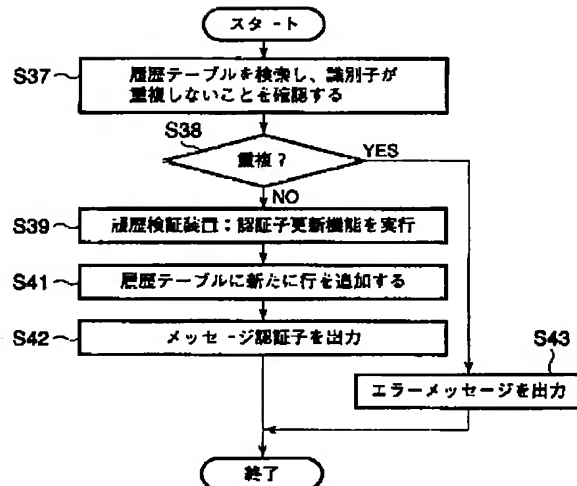 スタート
S37
履歴テーブルを検索し、識別子が
重複しないことを確認する
S38
重複？
YES
NO
S39
履歴検証装置：認証子更新機能を実行
S41
履歴テーブルに新たに行を追加する
S42
メッセージ認証子を出力
S43
エラーメッセージを出力
終了